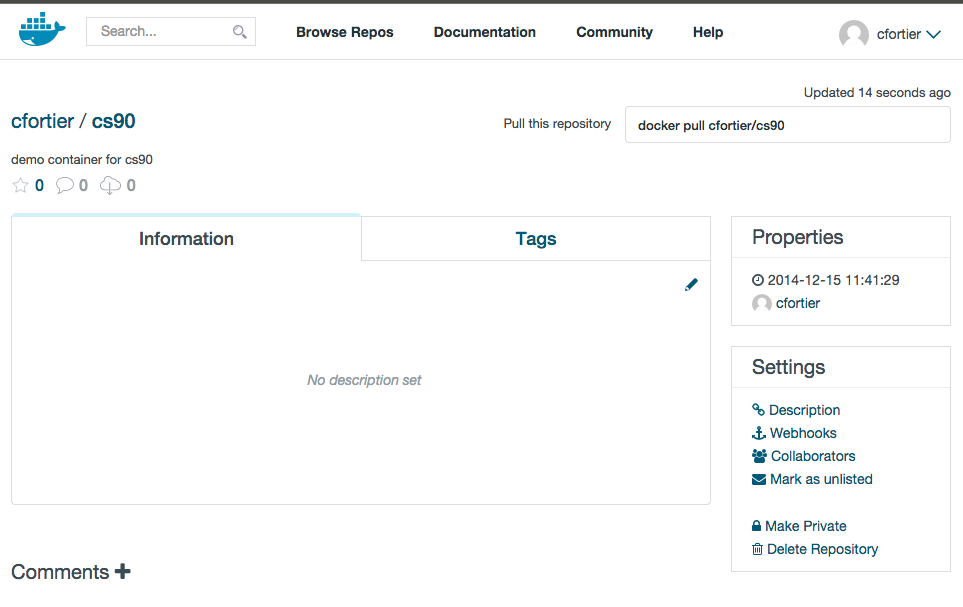 Search...
Browse Repos
Documentation
Community
Help
cfortier
Updated 14 seconds ago
cfortier / cs90
Pull this repository
docker pull cfortier/cs90
demo container for cs90
0 0 0
Information
Tags
No description set
Properties
2014-12-15 11:41:29
cfortier
Settings
Description
Webhooks
Collaborators
Mark as unlisted
Make Private
Delete Repository
Comments